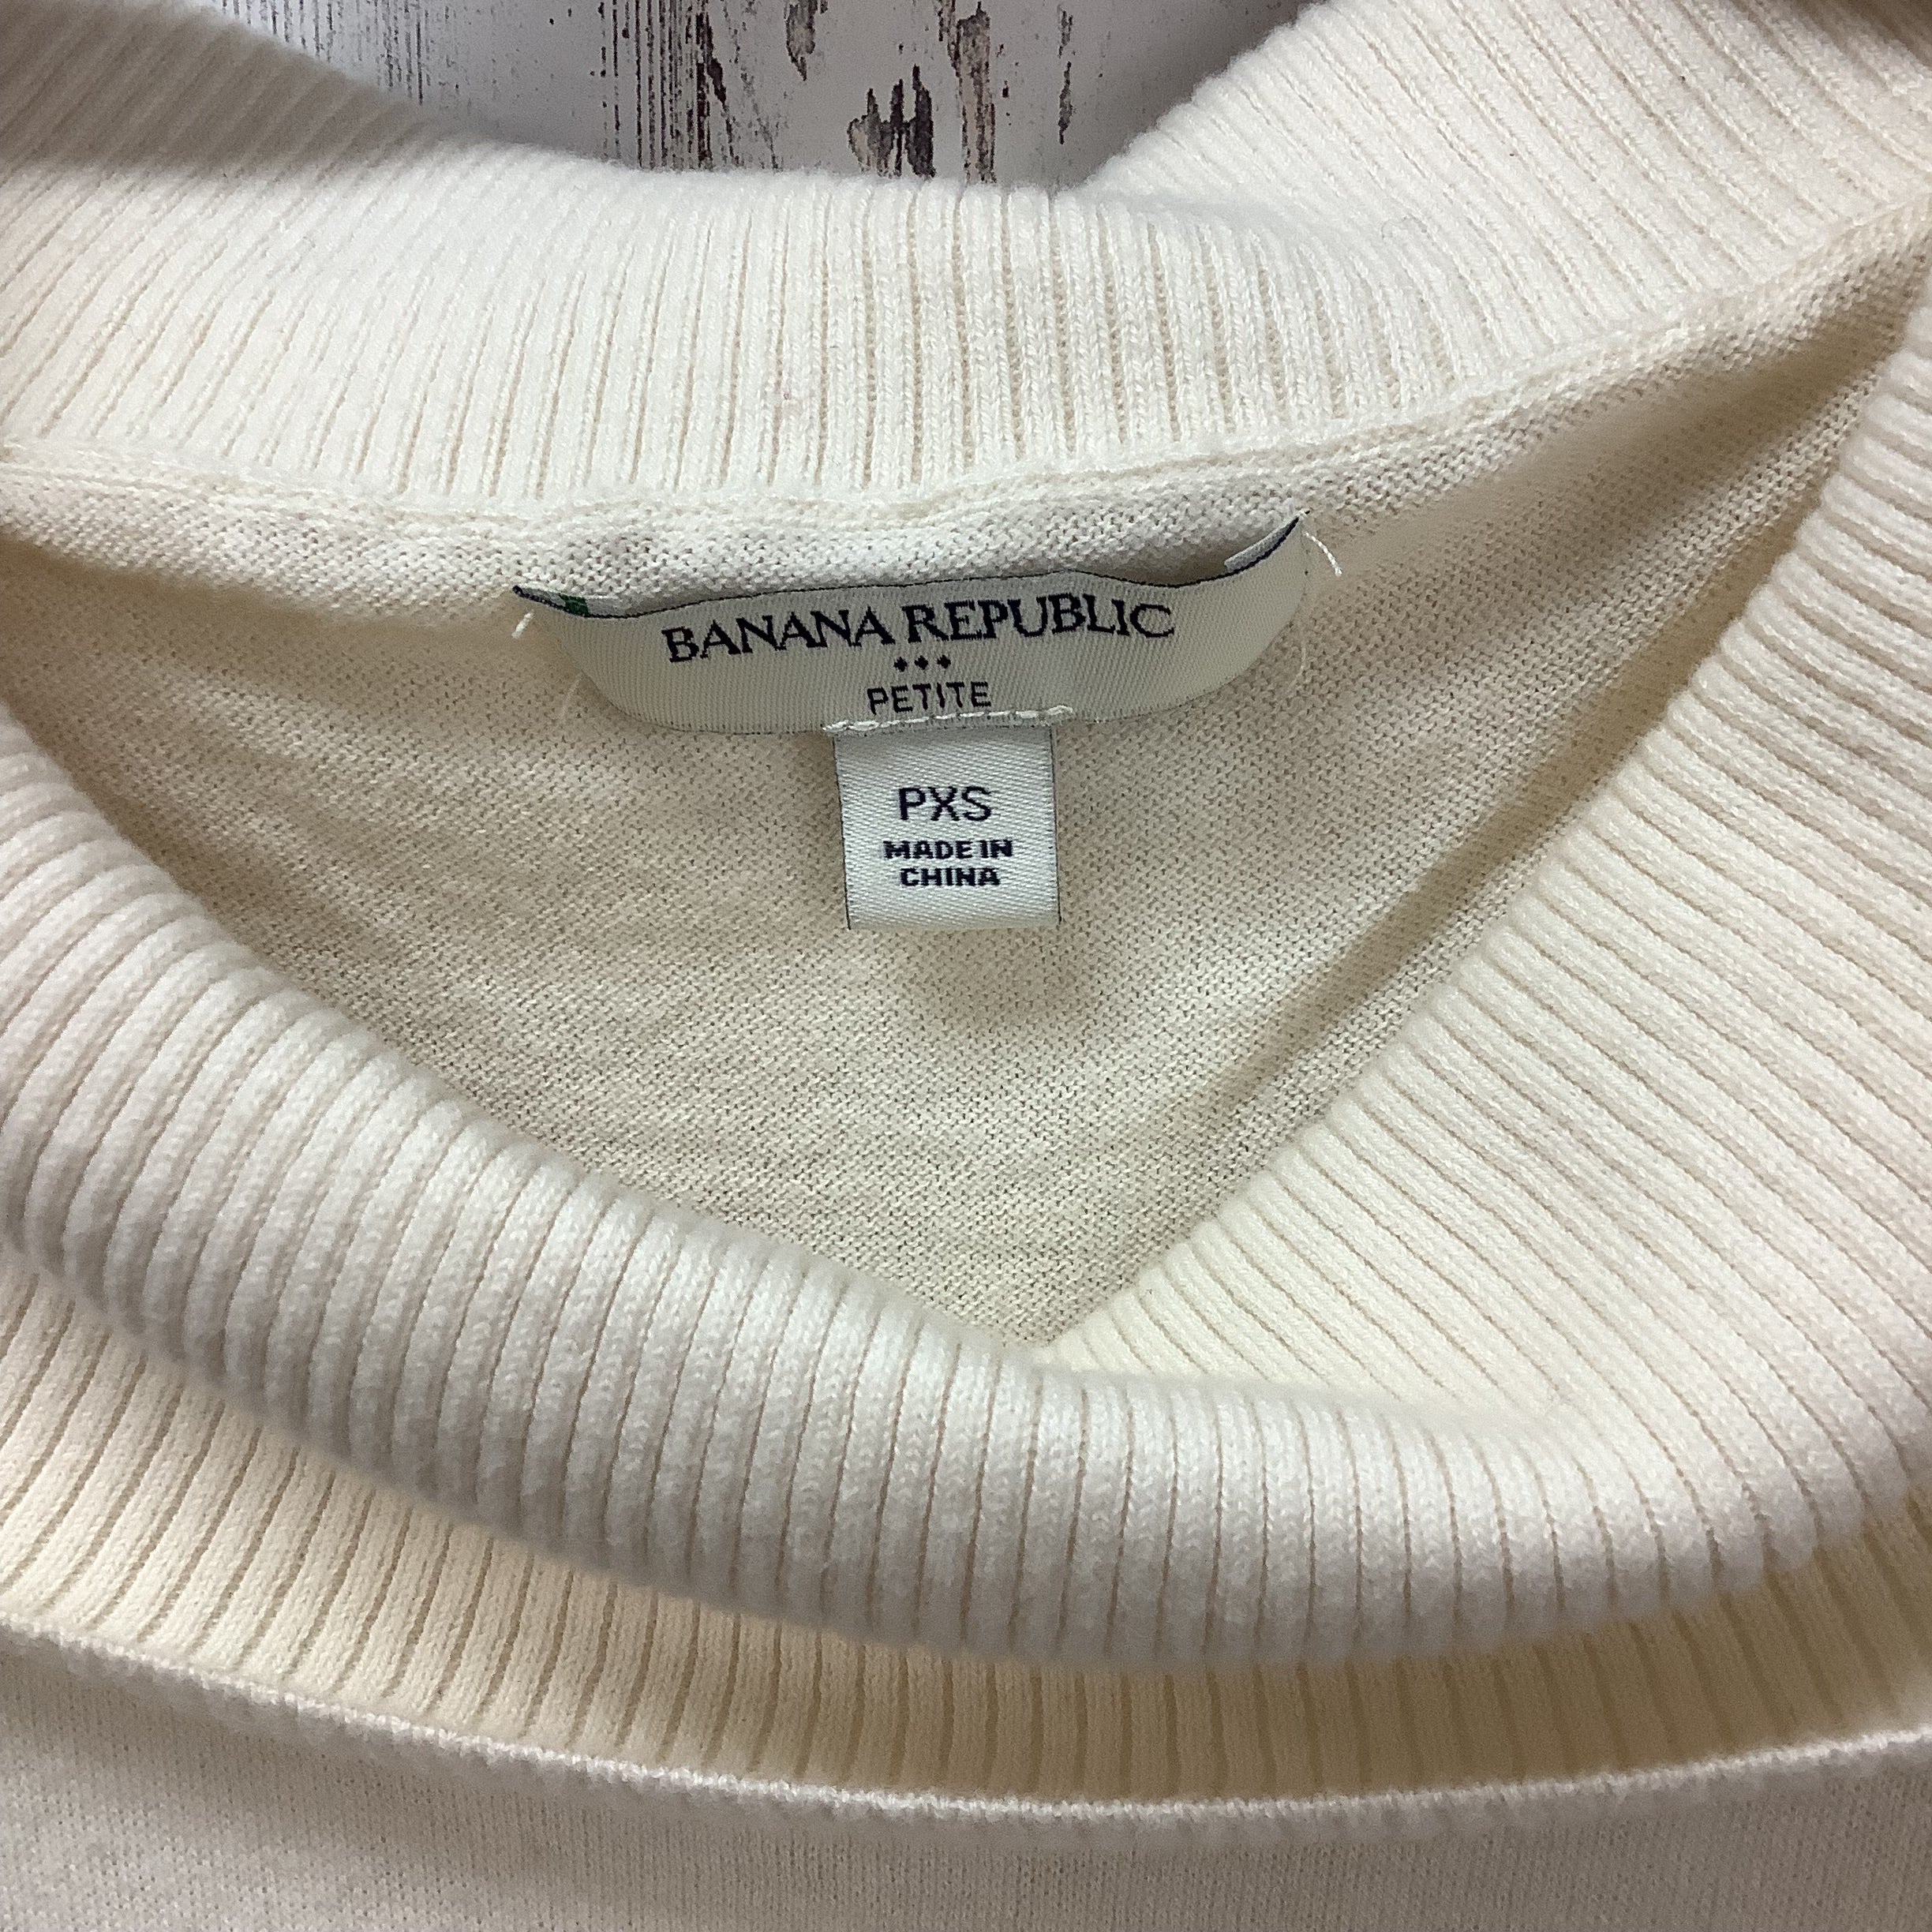 BANANA REPUBLIC
PETITE
PXS
MADE IN
CHINA